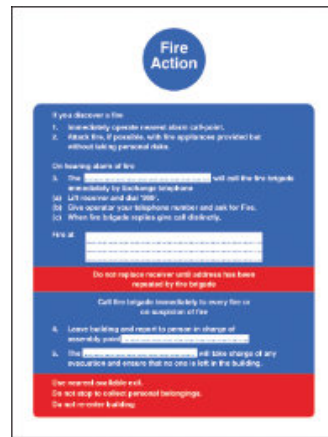 Fire
Action
If you discover a fire
1. Immediately operate nearest alarm call-point.
2. Attack fire, if possible, with fire appliances provided but
without taking personal risks.
On hearing alarm of fire
3. The will call the fire brigade
immediately by Exchange telephone
(a) Lift receiver and dial '999'.
(b) Give operator your telephone number and ask for Fire.
(c) When fire brigade replies give call distinctly.
Fire at
Do not replace receiver until address has been
repeated by fire brigade
Call fire brigade immediately to every fire or
on suspicion of fire
4. Leave building and report to person in charge of
assembly point
5. The will take charge of any
evacuation and ensure that no one is left in the building.
Use nearest available exit.
Do not stop to collect personal belongings.
Do not re-enter building